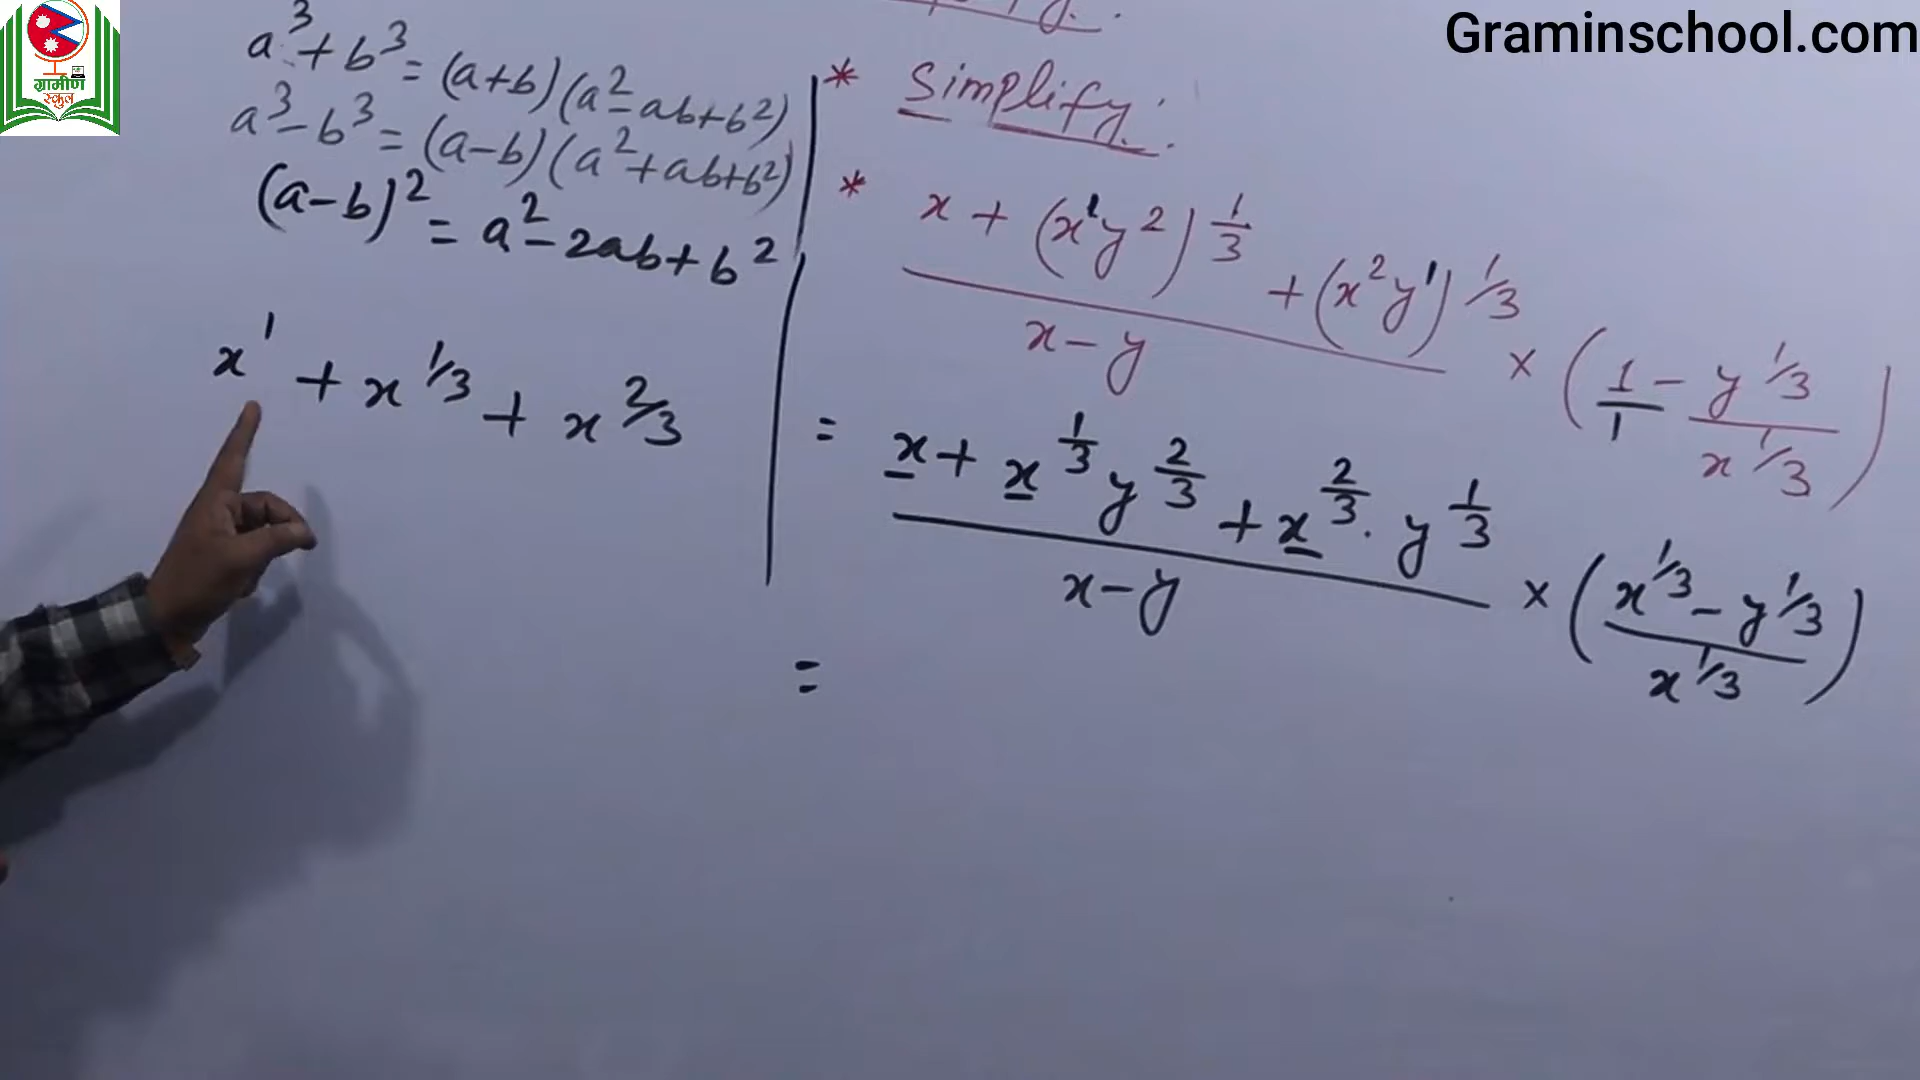 ग्रामीण
स्कुल
Graminschool.com
a³+b³=(a+b)(a²-ab+b²)
a³-b³=(a-b)(a²+ab+b²)
(a-b)²=a²-2ab+b²
x¹+x^1/3+x^2/3
* Simplify:
* x+(x¹y²)^1/3+(x²y¹)^1/3 / x-y × (1/1 - y^1/3 / x^1/3)
= x+x^1/3 y^2/3+x^2/3 . y^1/3 / x-y × (x^1/3-y^1/3 / x^1/3)
=